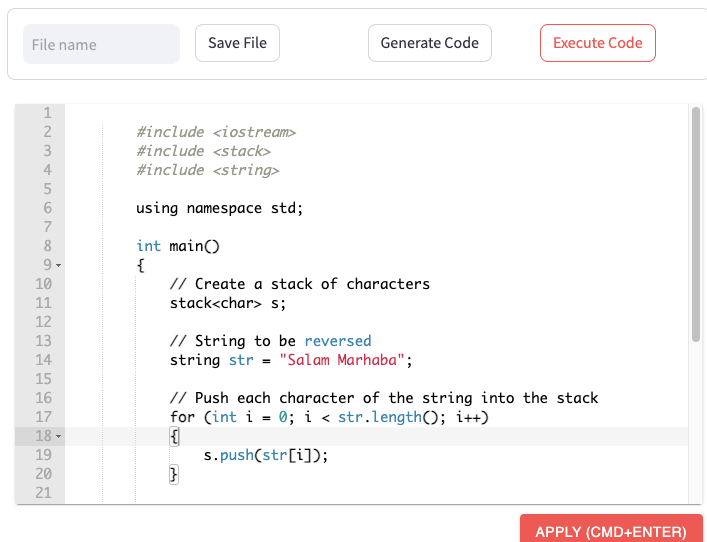 File name
Save File
Generate Code
Execute Code
1
2 #include <iostream>
3 #include <stack>
4 #include <string>
5
6 using namespace std;
7
8 int main()
9 {
10 // Create a stack of characters
11 stack<char> s;
12
13 // String to be reversed
14 string str = "Salam Marhaba";
15
16 // Push each character of the string into the stack
17 for (int i = 0; i < str.length(); i++)
18 {
19 s.push(str[i]);
20 }
21
APPLY (CMD+ENTER)